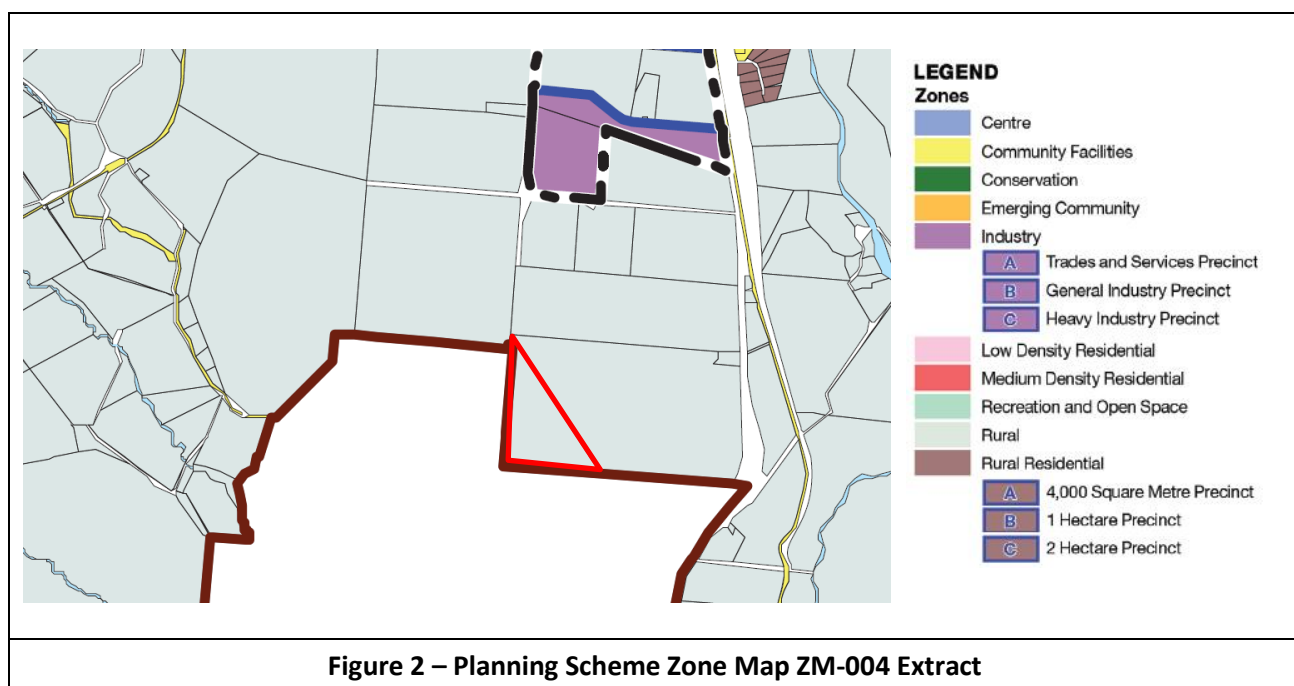 LEGEND
Zones
Centre
Community Facilities
Conservation
Emerging Community
Industry
A Trades and Services Precinct
B General Industry Precinct
C Heavy Industry Precinct
Low Density Residential
Medium Density Residential
Recreation and Open Space
Rural
Rural Residential
A 4,000 Square Metre Precinct
B 1 Hectare Precinct
C 2 Hectare Precinct
Figure 2 – Planning Scheme Zone Map ZM-004 Extract